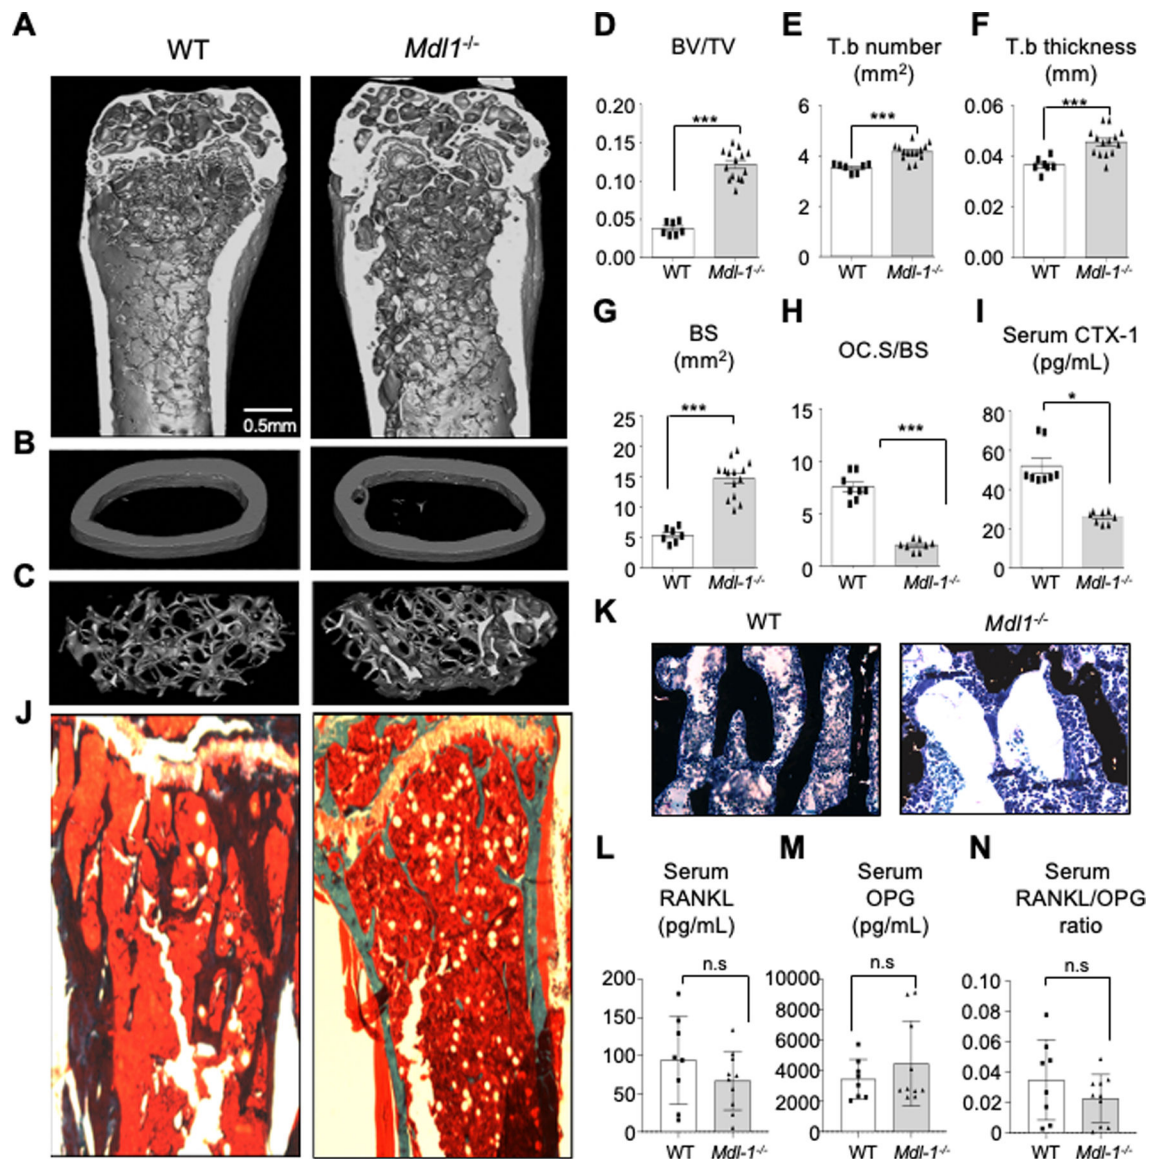 A
WT
Mdl1-/-
0.5mm
B
C
D
BV/TV
0.20
0.15
0.10
0.05
0.00
***
WT
Mdl-1-/-
E
T.b number
(mm2)
6
4
2
0
***
WT
Mdl-1-/-
F
T.b thickness
(mm)
0.06
0.04
0.02
0.00
***
WT
Mdl-1-/-
G
BS
(mm2)
25
20
15
10
5
0
***
WT
Mdl-1-/-
H
OC.S/BS
15
10
5
0
***
WT
Mdl-1-/-
I
Serum CTX-1
(pg/mL)
80
60
40
20
0
*
WT
Mdl-1-/-
J
K
WT
Mdl1-/-
L
Serum
RANKL
(pg/mL)
200
150
100
50
0
n.s
WT
Mdl-1-/-
M
Serum
OPG
(pg/mL)
10000
8000
6000
4000
2000
0
n.s
WT
Mdl-1-/-
N
Serum
RANKL/OPG
ratio
0.10
0.08
0.06
0.04
0.02
0
n.s
WT
Mdl-1-/-